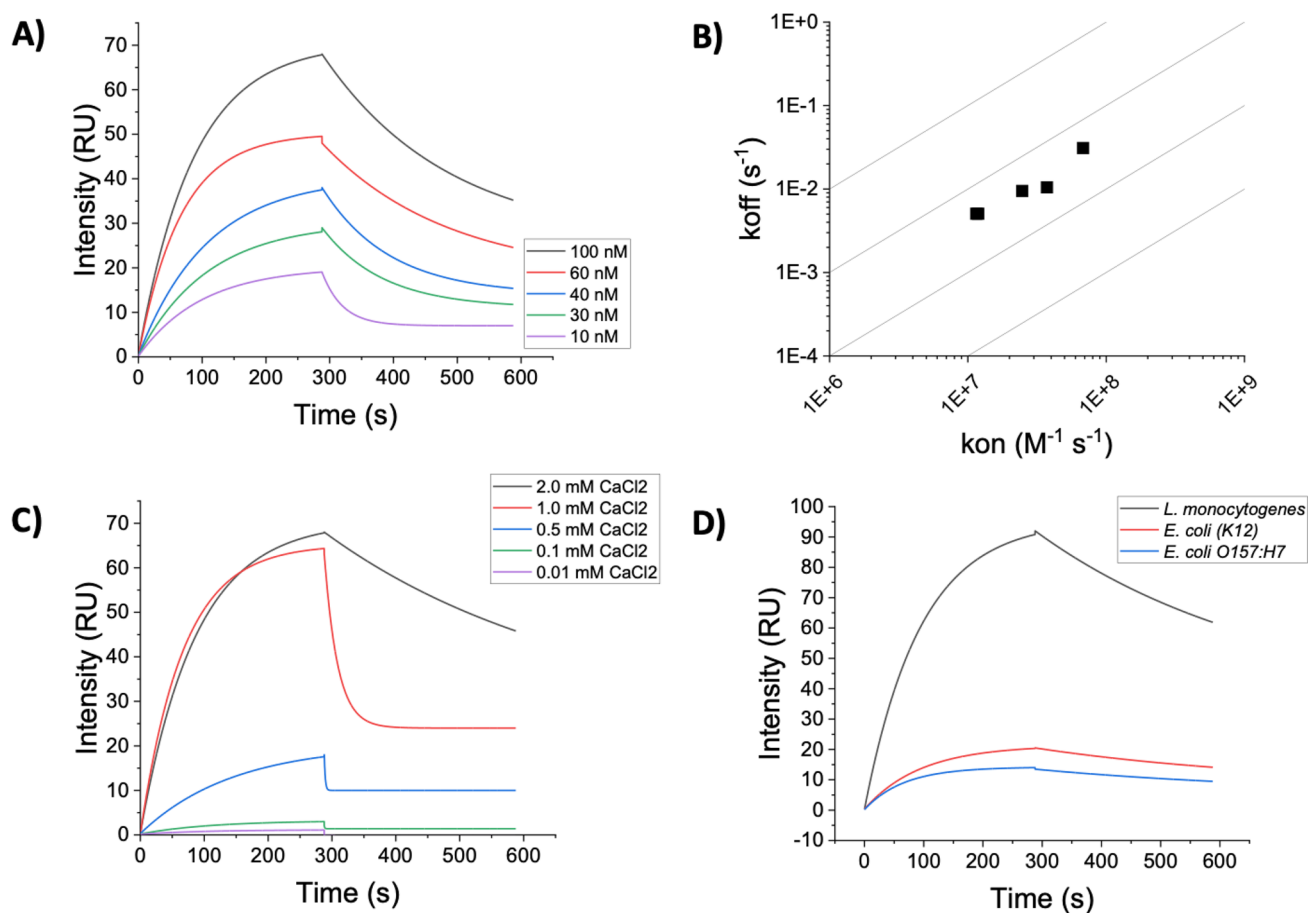 A)
70
60
50
40
30
20
10
0
Intensity (RU)
0 100 200 300 400 500 600
Time (s)
100 nM
60 nM
40 nM
30 nM
10 nM
B)
1E+0
1E-1
1E-2
1E-3
1E-4
koff (s-1)
1E+6 1E+7 1E+8 1E+9
kon (M-1 s-1)
C)
70
60
50
40
30
20
10
0
Intensity (RU)
0 100 200 300 400 500 600
Time (s)
2.0 mM CaCl2
1.0 mM CaCl2
0.5 mM CaCl2
0.1 mM CaCl2
0.01 mM CaCl2
D)
100
90
80
70
60
50
40
30
20
10
0
-10
Intensity (RU)
0 100 200 300 400 500 600
Time (s)
L. monocytogenes
E. coli (K12)
E. coli O157:H7